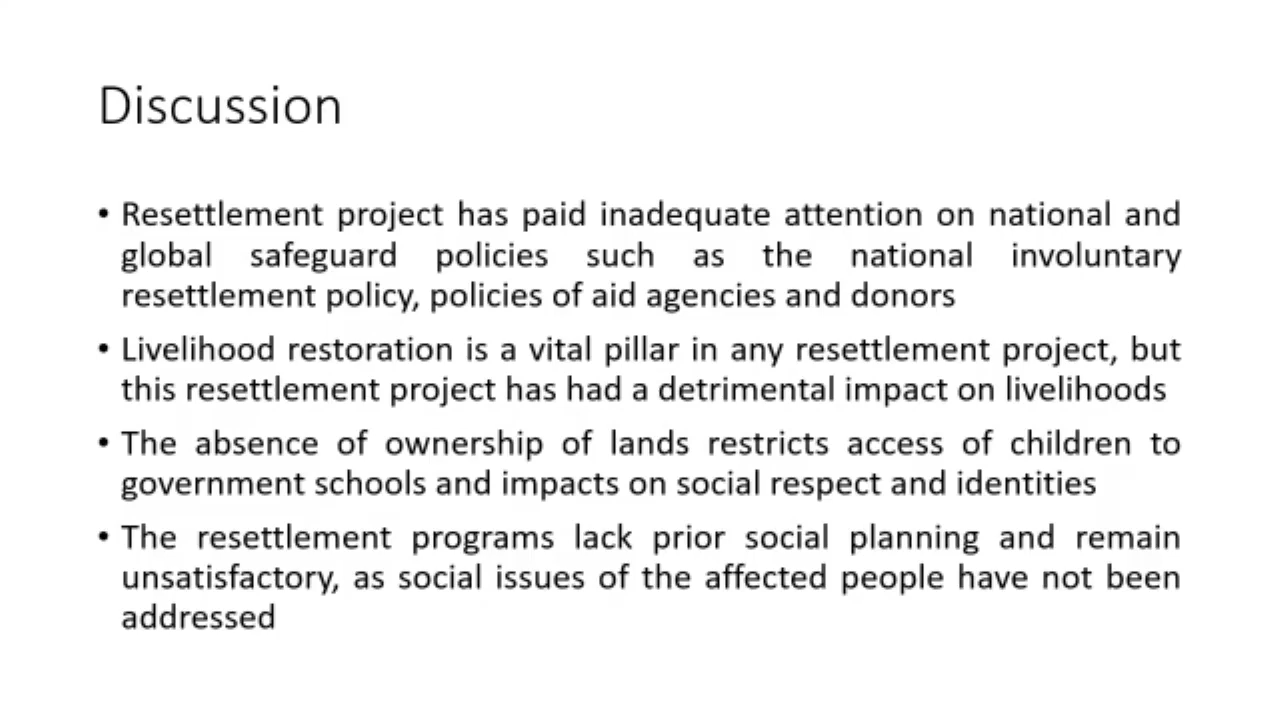 Discussion
• Resettlement project has paid inadequate attention on national and
global safeguard policies such as the national involuntary
resettlement policy, policies of aid agencies and donors
• Livelihood restoration is a vital pillar in any resettlement project, but
this resettlement project has had a detrimental impact on livelihoods
• The absence of ownership of lands restricts access of children to
government schools and impacts on social respect and identities
• The resettlement programs lack prior social planning and remain
unsatisfactory, as social issues of the affected people have not been
addressed